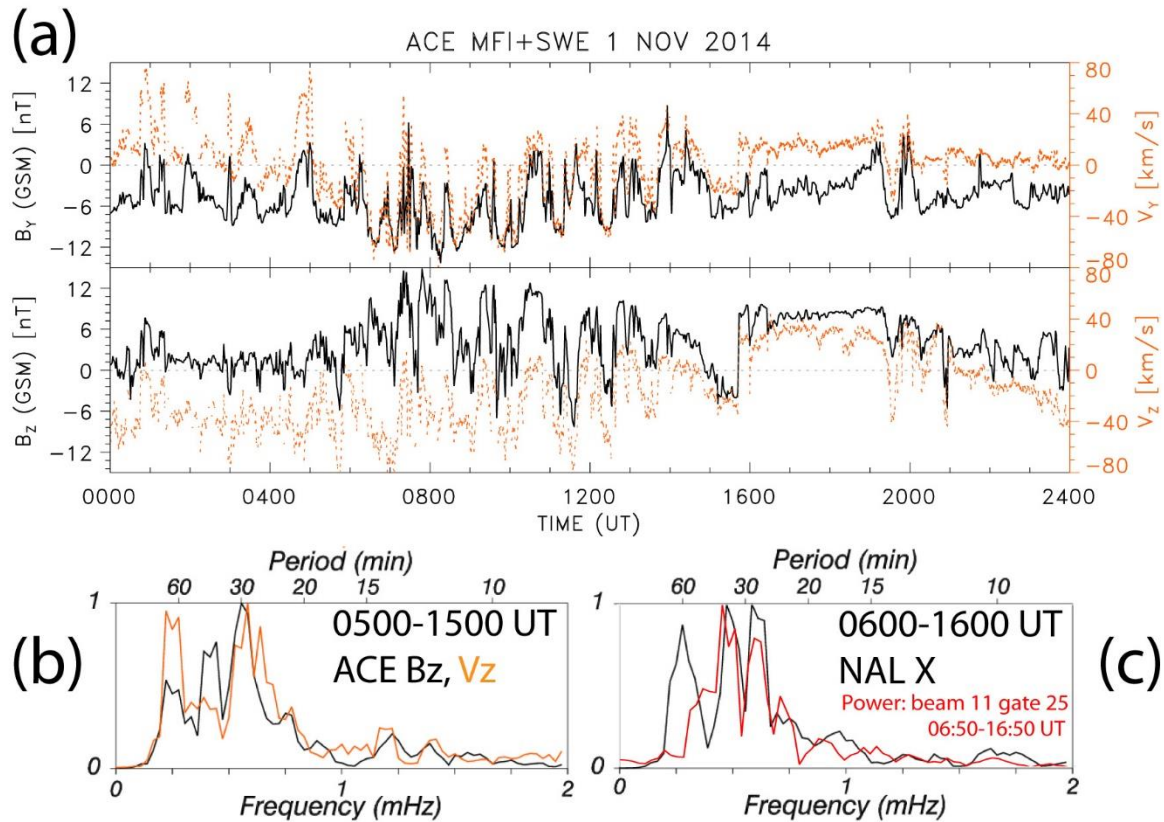 (a)
ACE MFI+SWE 1 NOV 2014
12
6
0
−6
−12
BY (GSM) [nT]
80
40
0
−40
−80
VY [km/s]
12
6
0
−6
−12
BZ (GSM) [nT]
80
40
0
−40
−80
VZ [km/s]
0000 0400 0800 1200 1600 2000 2400
TIME (UT)
(b)
Period (min)
60 30 20 15 10
1
0500-1500 UT
ACE Bz, Vz
0
0 1 2
Frequency (mHz)
Period (min)
60 30 20 15 10
1
0600-1600 UT
NAL X
Power: beam 11 gate 25
06:50-16:50 UT
0
0 1 2
Frequency (mHz)
(c)